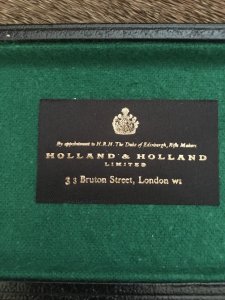 By appointment to H.R.H. The Duke of Edinburgh, Rifle Makers
HOLLAND & HOLLAND
LIMITED
33 Bruton Street, London W1